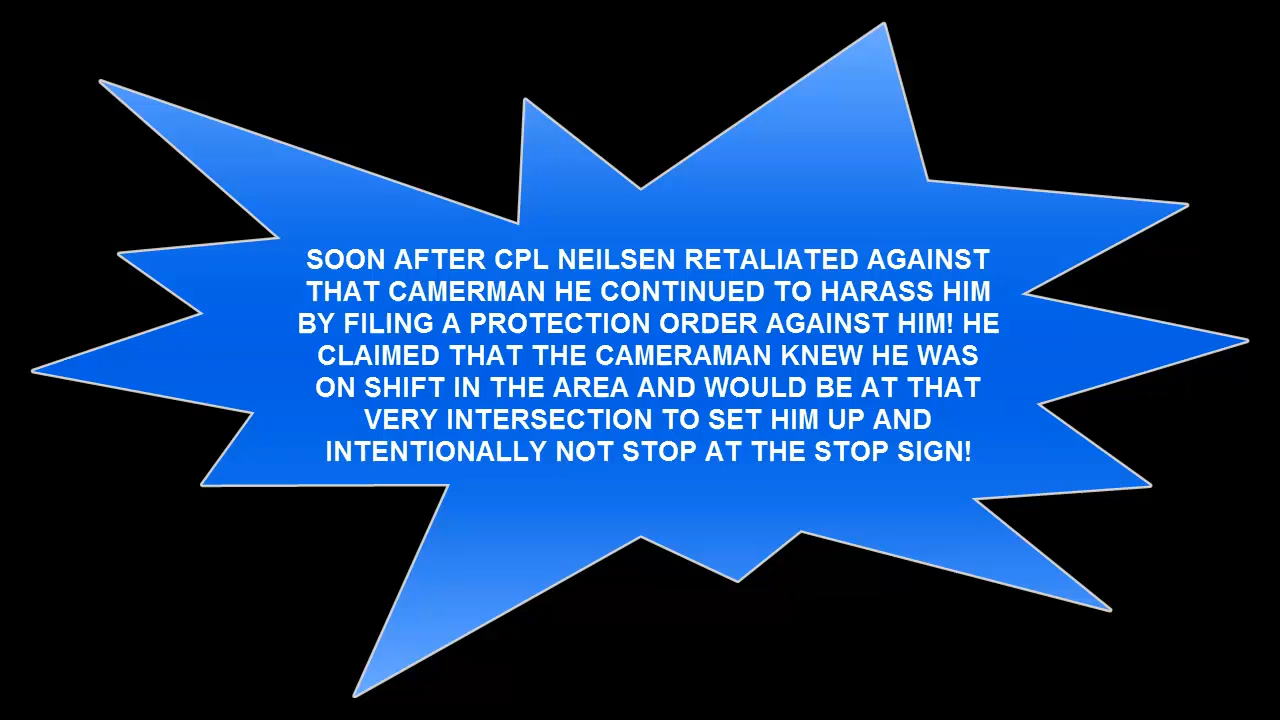 SOON AFTER CPL NEILSEN RETALIATED AGAINST
THAT CAMERMAN HE CONTINUED TO HARASS HIM
BY FILING A PROTECTION ORDER AGAINST HIM! HE
CLAIMED THAT THE CAMERAMAN KNEW HE WAS
ON SHIFT IN THE AREA AND WOULD BE AT THAT
VERY INTERSECTION TO SET HIM UP AND
INTENTIONALLY NOT STOP AT THE STOP SIGN!